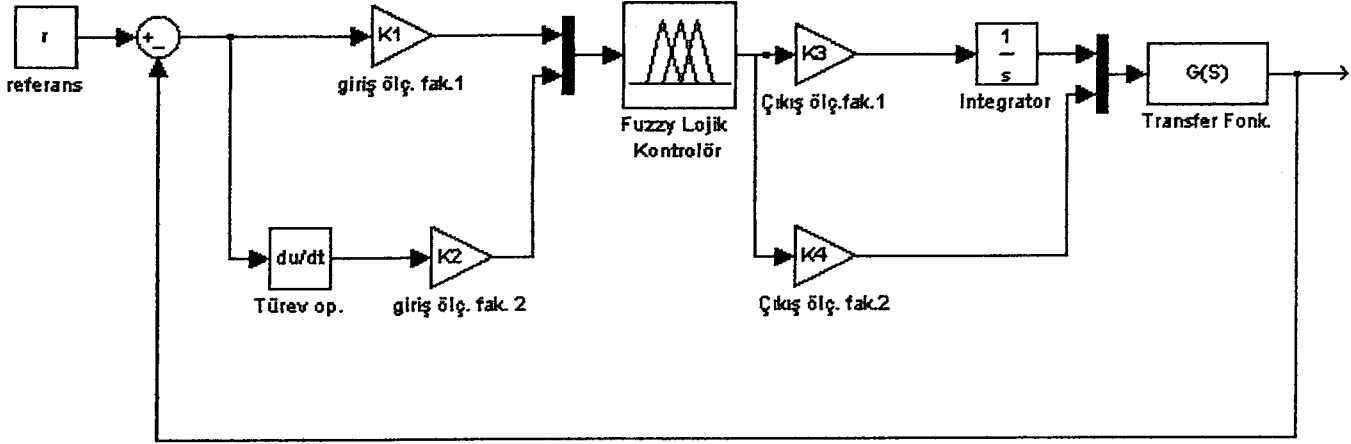 r
referans
+
-
K1
giriş ölç. fak.1
du/dt
Türev op.
K2
giriş ölç. fak. 2
Fuzzy Lojik
Kontrolör
K3
Çıkış ölç.fak.1
1
s
Integrator
K4
Çıkış ölç. fak.2
G(S)
Transfer Fonk.